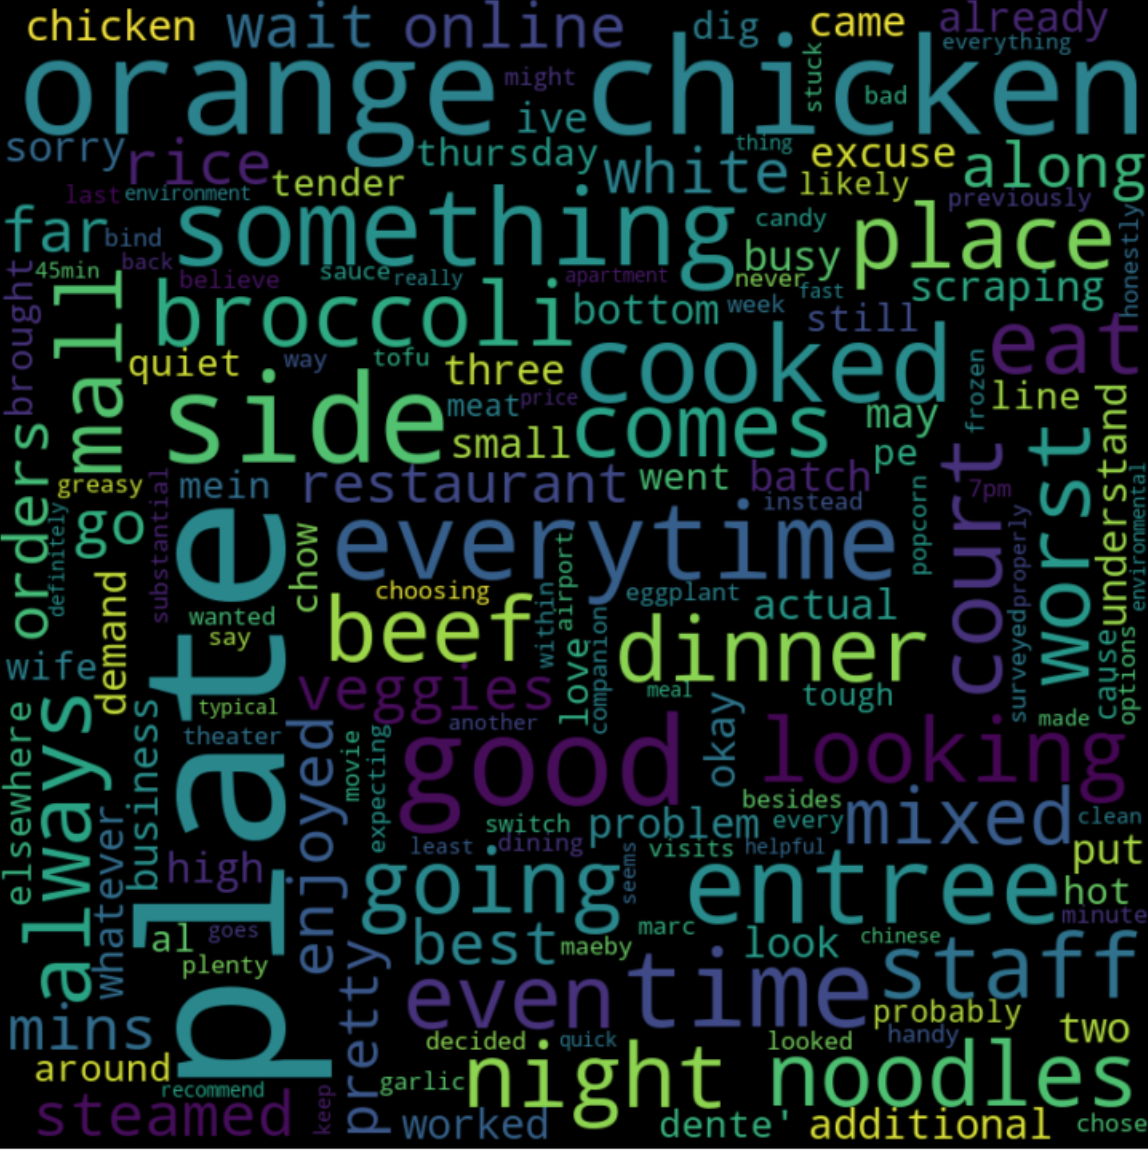 chicken wait online dig came already
orange chicken
might stuck everything bad
ive
sorry rice thursday thing white excuse along
last environment tender likely previously
far bind something candy busy place honestly
45min back believe sauce really apartment never fast scraping
brought mall broccoli bottom week still eat
quiet way tofu three cooked frozen line
side meat price small comes may pe understand
orders greasy mein restaurant went batch court 7pm worst
go substantial definitely chow everytime instead popcorn properly environmental
demand plate choosing within airport eggplant actual
wanted say beef companion dinner surveyed cause options
wife veggies love meal tough made
always elsewhere typical theater enjoyed movie another good okay looking
business expecting switch problem besides every mixed clean
whatever high least dining visits helpful put
going seems entree hot
al goes best maeby marc look chinese minute
plenty pretty even time staff
mins probably two
around decided quick looked handy
recommend keep garlic night noodles
steamed worked dente' additional chose